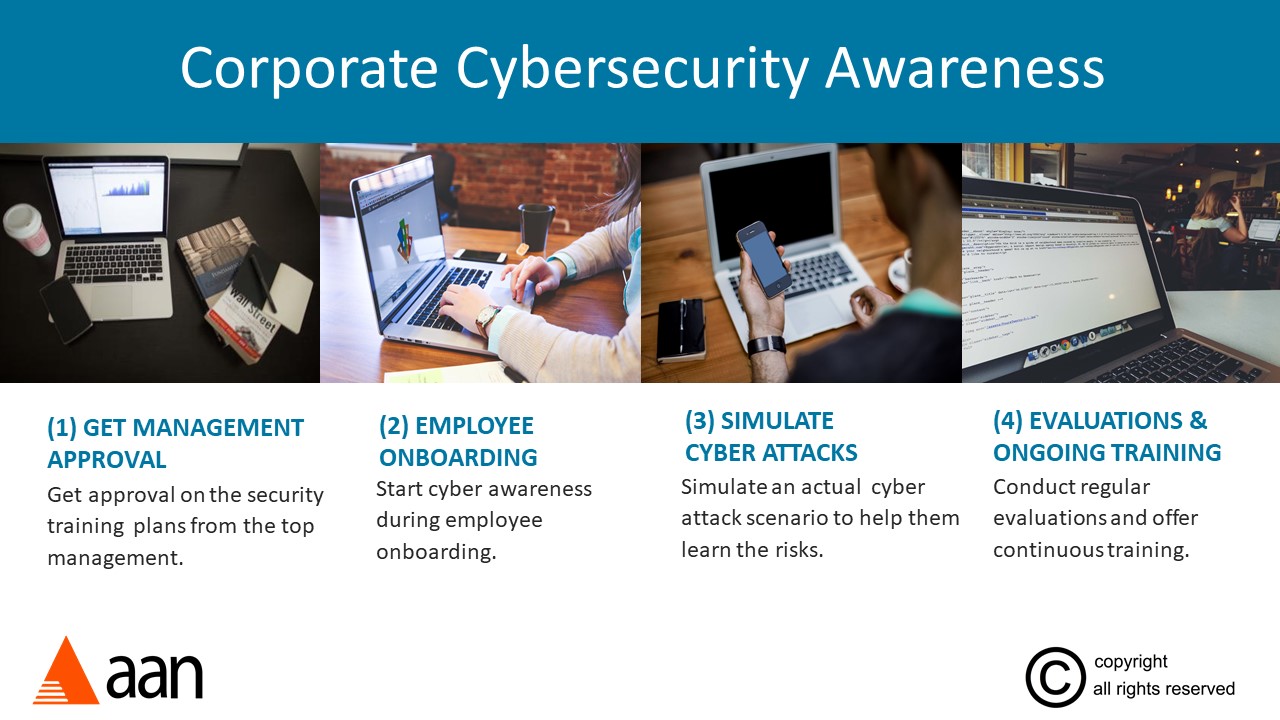 Corporate Cybersecurity Awareness
Wall Street
(1) GET MANAGEMENT
APPROVAL
Get approval on the security
training plans from the top
management.
(2) EMPLOYEE
ONBOARDING
Start cyber awareness
during employee
onboarding.
(3) SIMULATE
CYBER ATTACKS
Simulate an actual cyber
attack scenario to help them
learn the risks.
(4) EVALUATIONS &
ONGOING TRAINING
Conduct regular
evaluations and offer
continuous training.
aan
©
copyright
all rights reserved